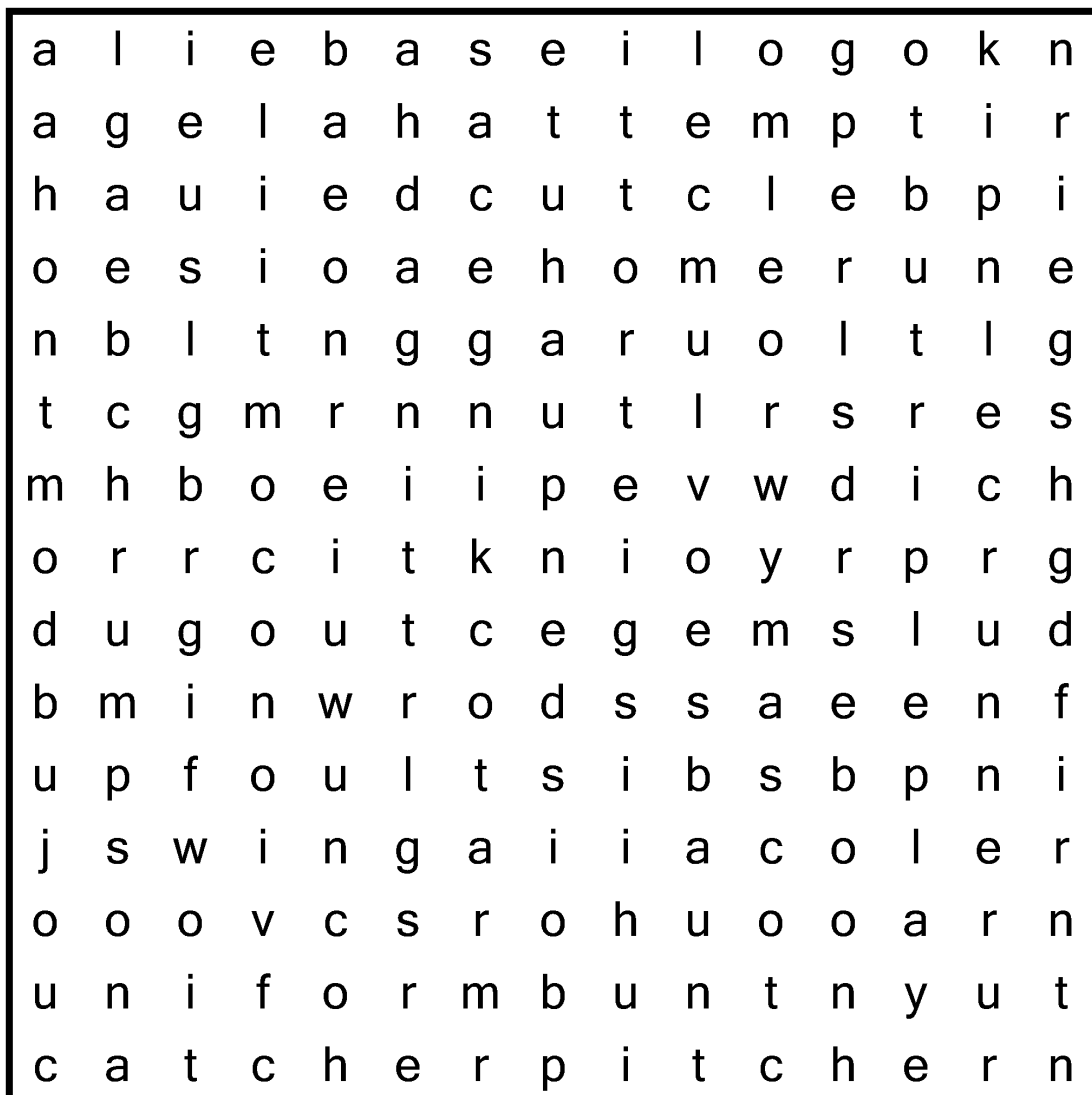 a l i e b a s e i l o g o k n
a g e l a h a t t e m p t i r
h a u i e d c u t c l e b p i
o e s i o a e h o m e r u n e
n b l t n g g a r u o l t l g
t c g m r n n u t l r s r e s
m h b o e i i p e v w d i c h
o r r c i t k n i o y r p r g
d u g o u t c e g e m s l u d
b m i n w r o d s s a e e n f
u p f o u l t s i b s b p n i
j s w i n g a i i a c o l e r
o o o v c s r o h u o o a r n
u n i f o r m b u n t n y u t
c a t c h e r p i t c h e r n